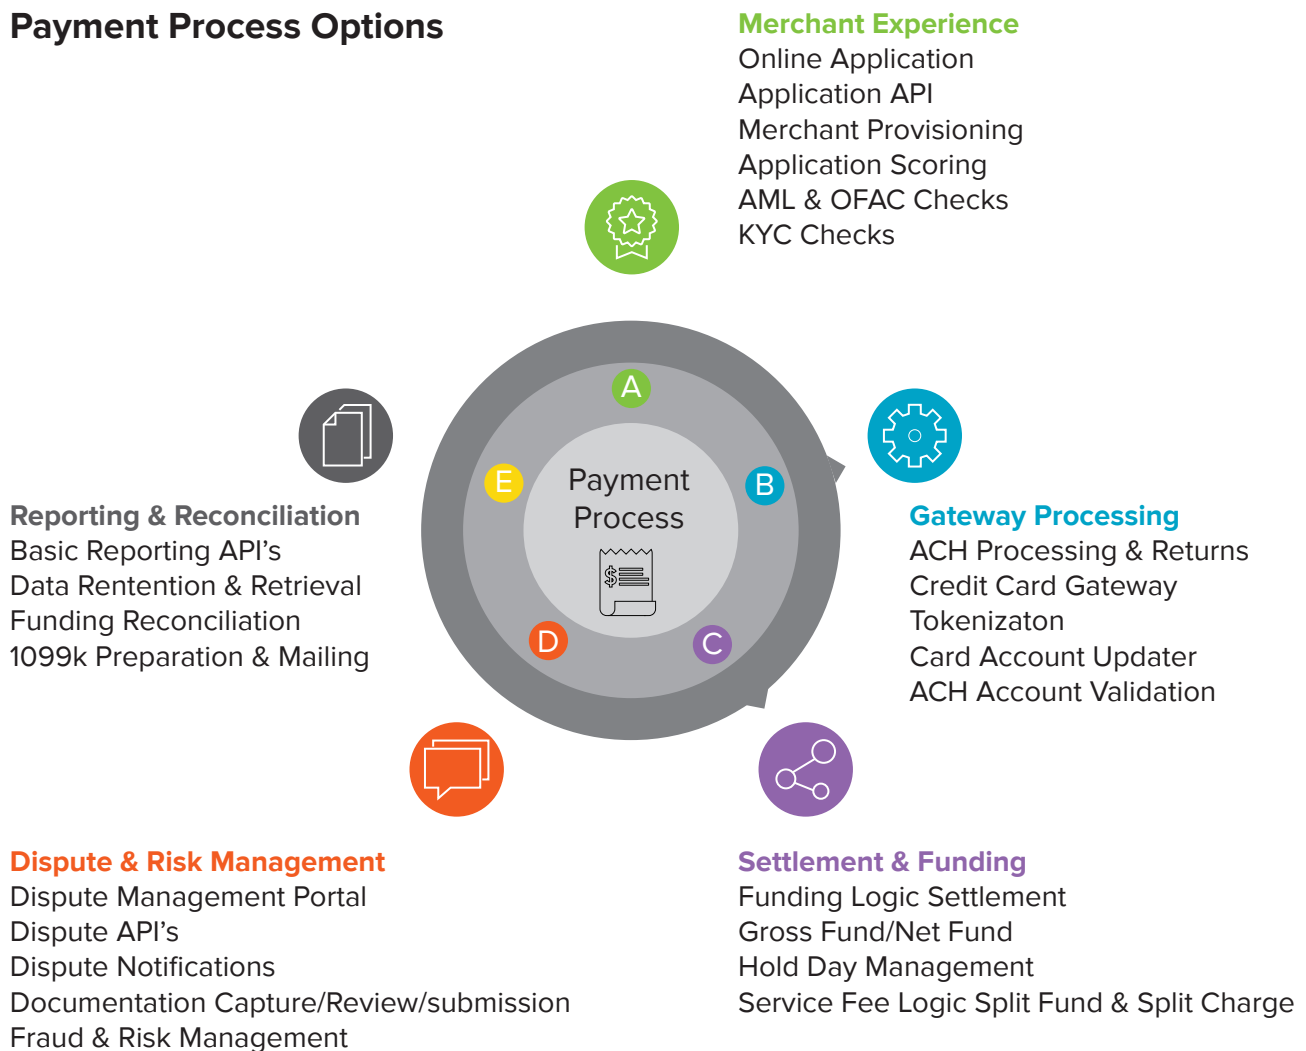 Payment Process Options
Merchant Experience
Online Application
Application API
Merchant Provisioning
Application Scoring
AML & OFAC Checks
KYC Checks
A
B
C
D
E
Payment
Process
$
Gateway Processing
ACH Processing & Returns
Credit Card Gateway
Tokenizaton
Card Account Updater
ACH Account Validation
Settlement & Funding
Funding Logic Settlement
Gross Fund/Net Fund
Hold Day Management
Service Fee Logic Split Fund & Split Charge
Dispute & Risk Management
Dispute Management Portal
Dispute API’s
Dispute Notifications
Documentation Capture/Review/submission
Fraud & Risk Management
Reporting & Reconciliation
Basic Reporting API’s
Data Rentention & Retrieval
Funding Reconciliation
1099k Preparation & Mailing